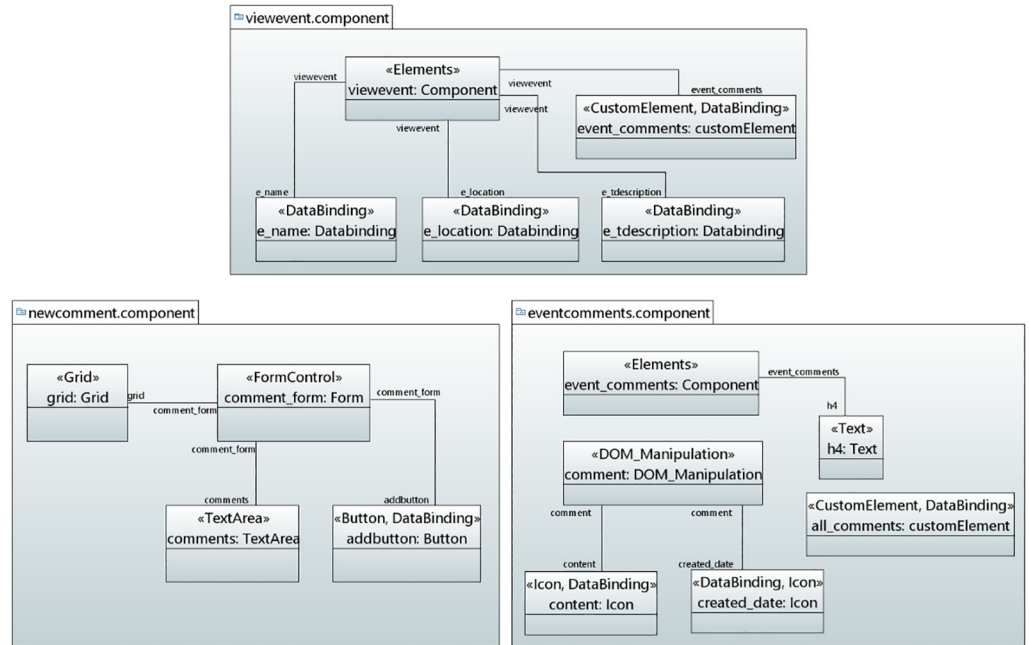 viewevent.component
«Elements»
viewevent: Component
viewevent
viewevent
viewevent
viewevent
event_comments
«CustomElement, DataBinding»
event_comments: customElement
e_name
e_location
e_tdescription
«DataBinding»
e_name: Databinding
«DataBinding»
e_location: Databinding
«DataBinding»
e_tdescription: Databinding
newcomment.component
«Grid»
grid: Grid
grid
comment_form
«FormControl»
comment_form: Form
comment_form
comment_form
comments
addbutton
«TextArea»
comments: TextArea
«Button, DataBinding»
addbutton: Button
eventcomments.component
«Elements»
event_comments: Component
event_comments
h4
«Text»
h4: Text
«DOM_Manipulation»
comment: DOM_Manipulation
comment
comment
«CustomElement, DataBinding»
all_comments: customElement
content
created_date
«Icon, DataBinding»
content: Icon
«DataBinding, Icon»
created_date: Icon